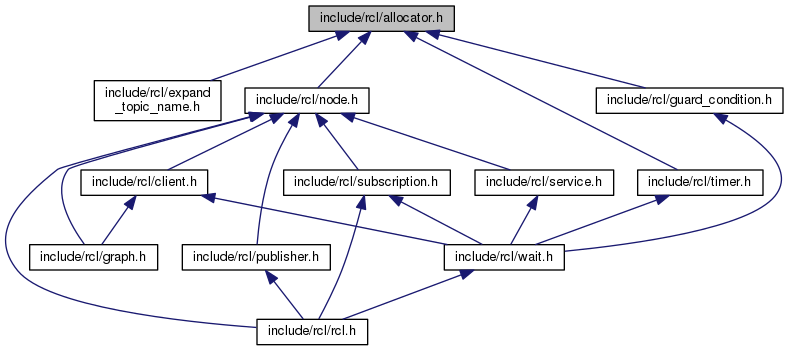 include/rcl/allocator.h
include/rcl/expand
_topic_name.h
include/rcl/node.h
include/rcl/guard_condition.h
include/rcl/client.h
include/rcl/subscription.h
include/rcl/service.h
include/rcl/timer.h
include/rcl/graph.h
include/rcl/publisher.h
include/rcl/wait.h
include/rcl/rcl.h